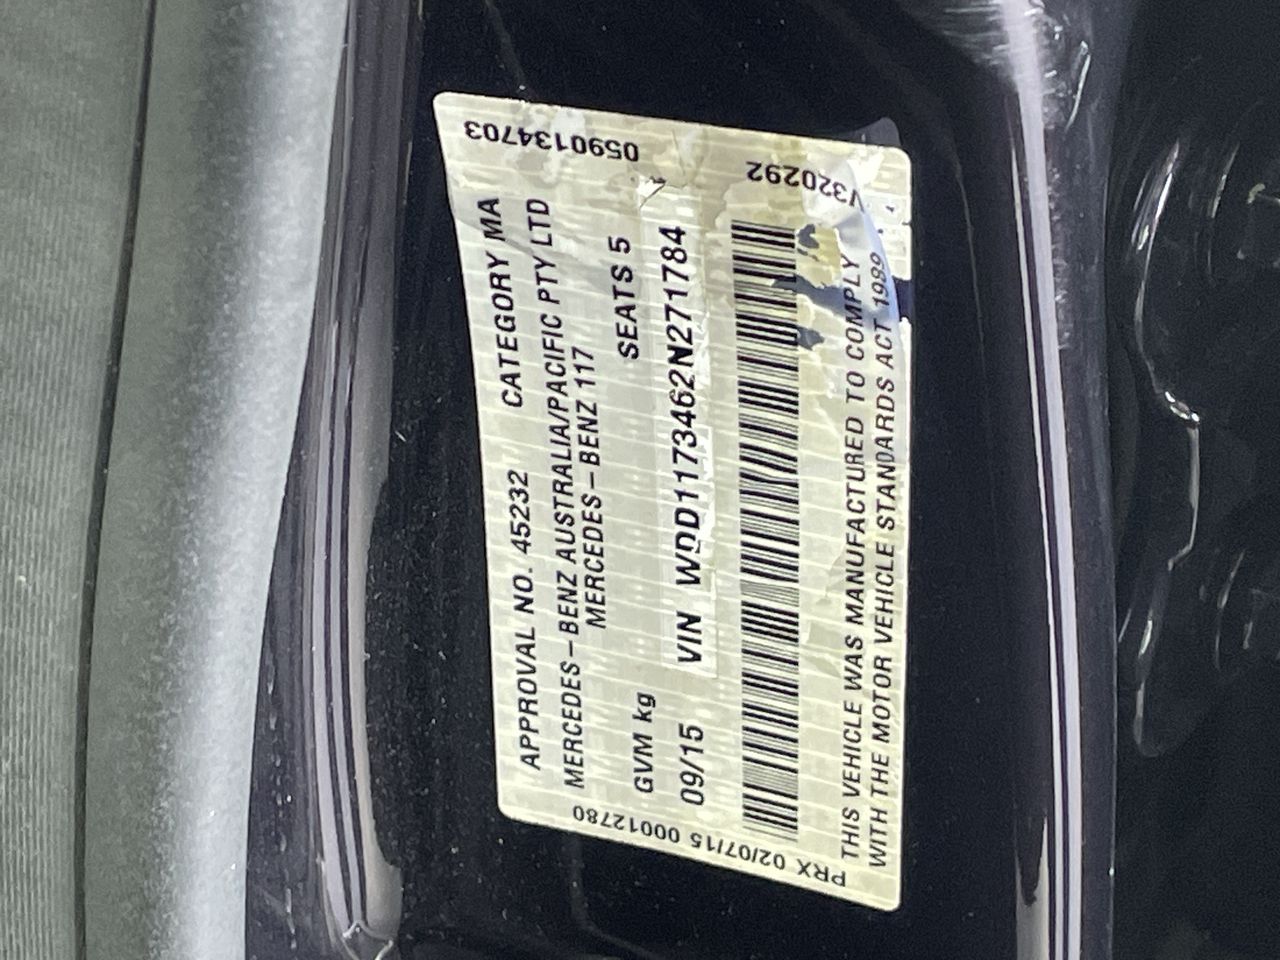 0590134703
V320292
APPROVAL NO. 45232 CATEGORY MA
MERCEDES-BENZ AUSTRALIA/PACIFIC PTY LTD
MERCEDES-BENZ 117
GVM kg SEATS 5
09/15 VIN WDD1173462N271784
THIS VEHICLE WAS MANUFACTURED TO COMPLY
WITH THE MOTOR VEHICLE STANDARDS ACT 1989
PRX 02/07/15 00012780